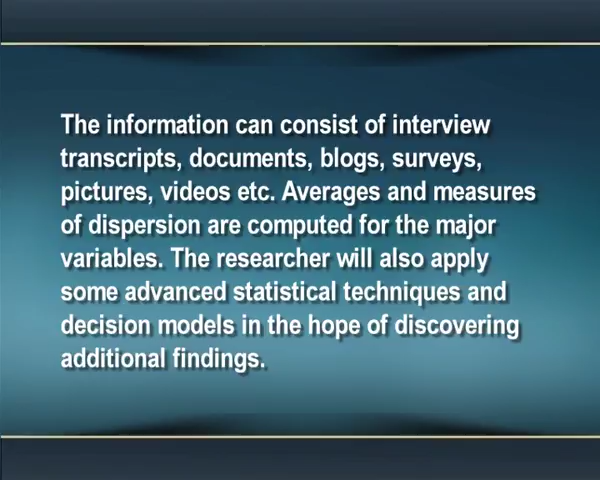 The information can consist of interview
transcripts, documents, blogs, surveys,
pictures, videos etc. Averages and measures
of dispersion are computed for the major
variables. The researcher will also apply
some advanced statistical techniques and
decision models in the hope of discovering
additional findings.